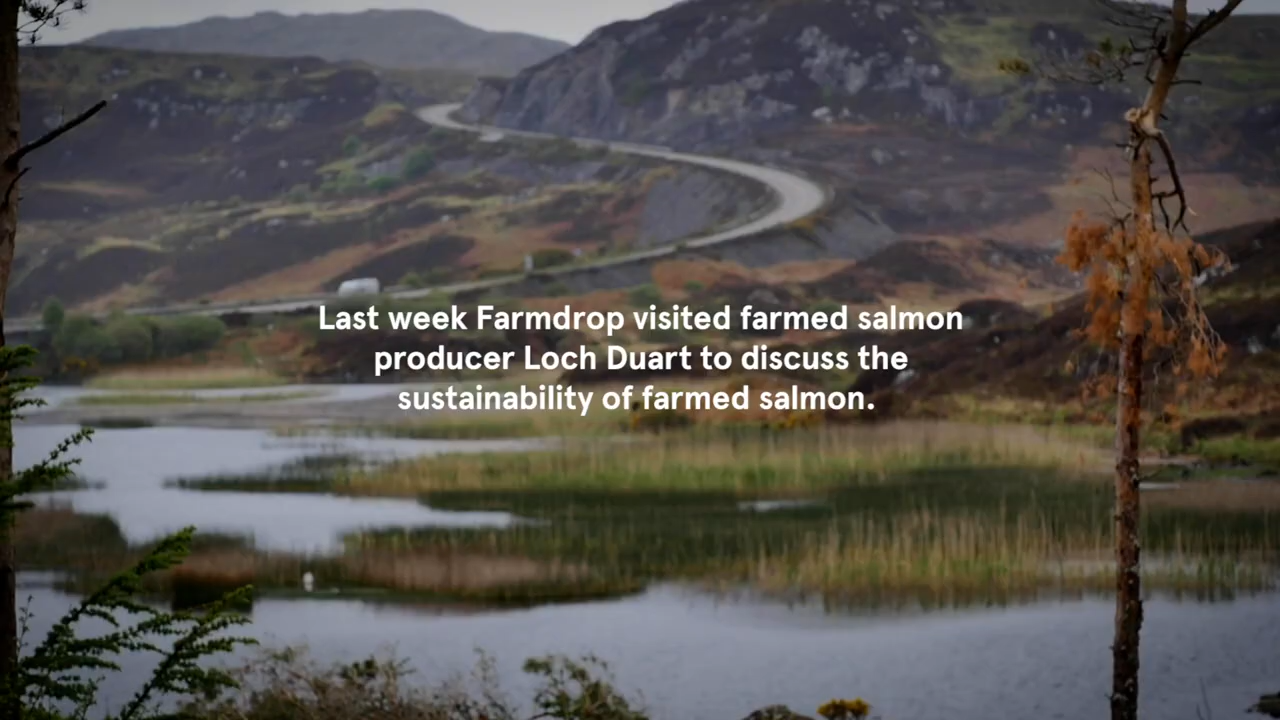 Last week Farmdrop visited farmed salmon
producer Loch Duart to discuss the
sustainability of farmed salmon.